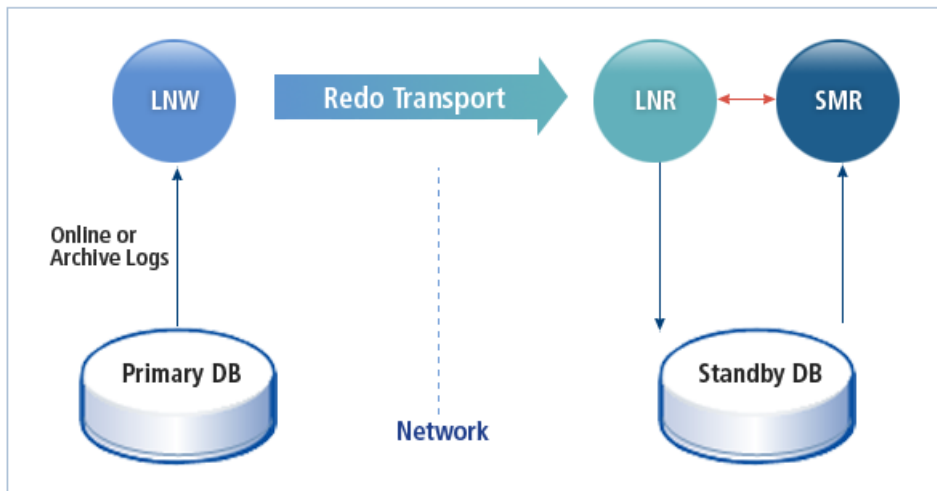 LNW
Redo Transport
LNR
SMR
Online or
Archive Logs
Primary DB
Standby DB
Network